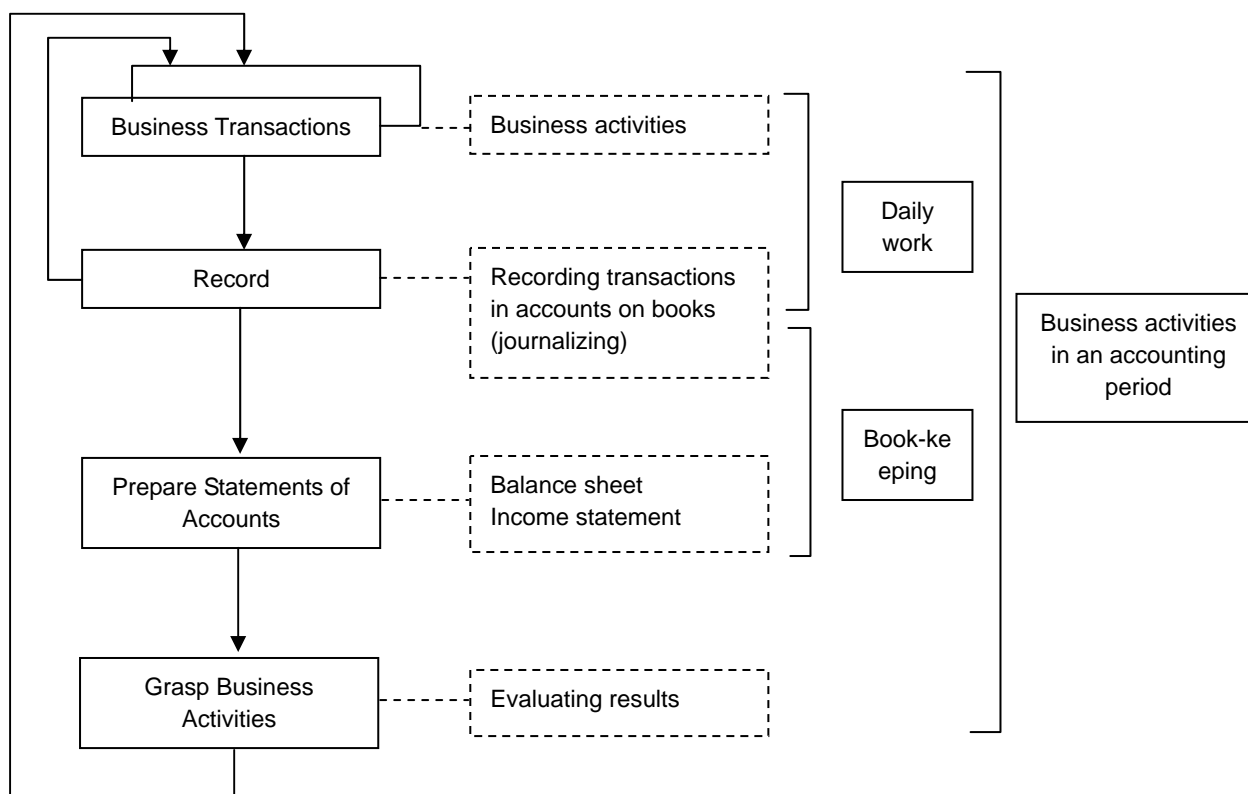 Business Transactions
Business activities
Daily
work
Record
Recording transactions
in accounts on books
(journalizing)
Business activities
in an accounting
period
Book-ke
eping
Prepare Statements of
Accounts
Balance sheet
Income statement
Grasp Business
Activities
Evaluating results